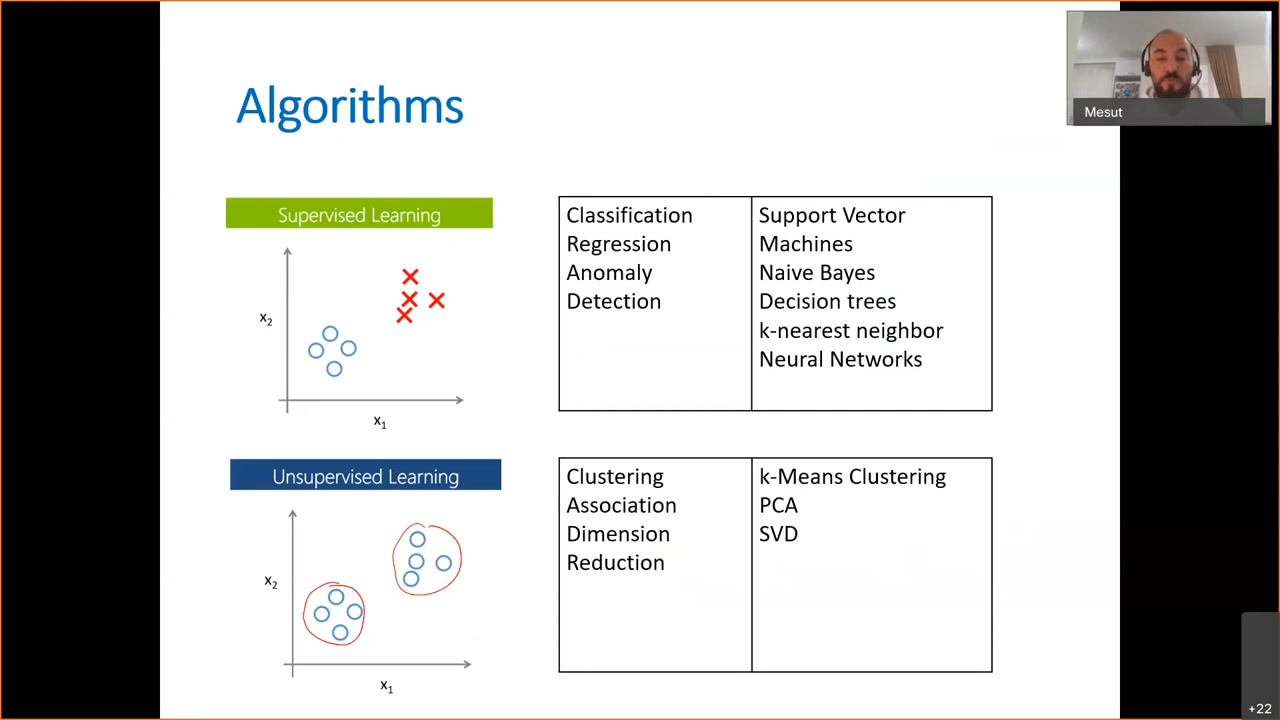 Mesut
Algorithms
Supervised Learning
x2
x1
Classification
Regression
Anomaly
Detection
Support Vector
Machines
Naive Bayes
Decision trees
k-nearest neighbor
Neural Networks
Unsupervised Learning
x2
x1
Clustering
Association
Dimension
Reduction
k-Means Clustering
PCA
SVD
+22